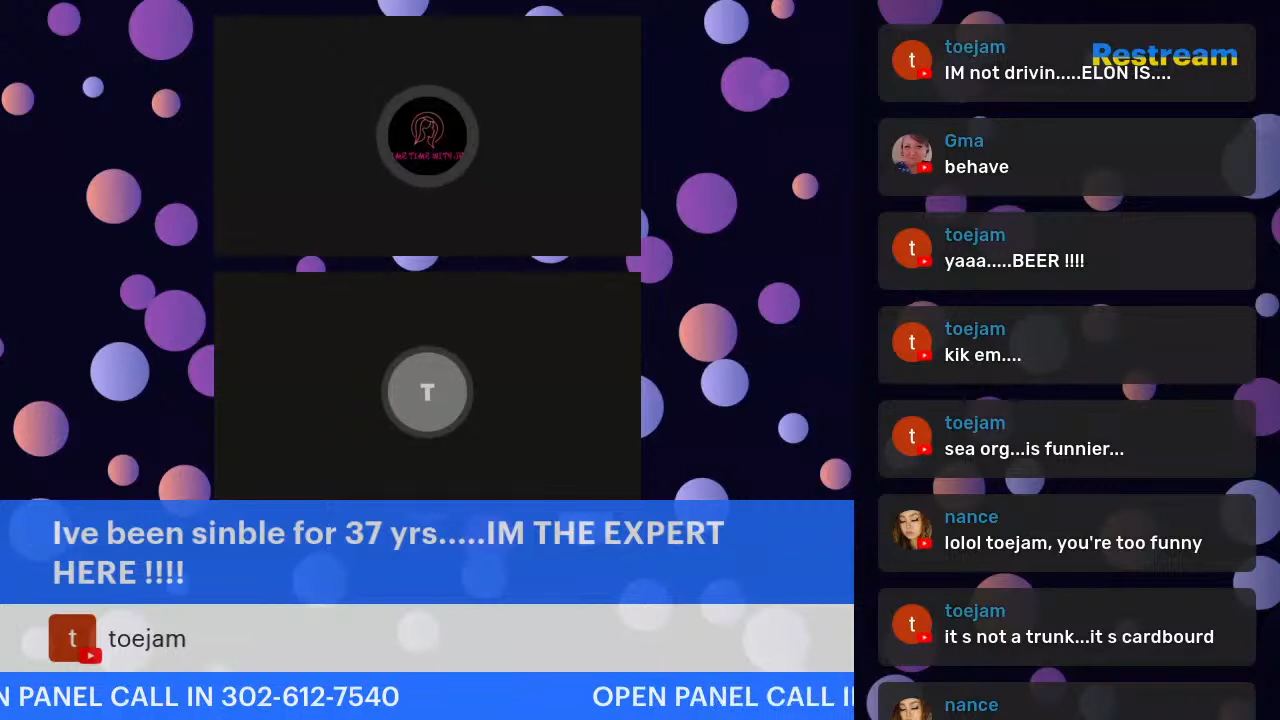 toejam
Restream
IM not drivin.....ELON IS....
Gma
behave
toejam
yaaa.....BEER !!!!
toejam
kik em....
toejam
sea org...is funnier...
nance
lolol toejam, you're too funny
toejam
it s not a trunk...it s cardbourd
nance
T
Ive been sinble for 37 yrs.....IM THE EXPERT
HERE !!!!
toejam
N PANEL CALL IN 302-612-7540
OPEN PANEL CALL I